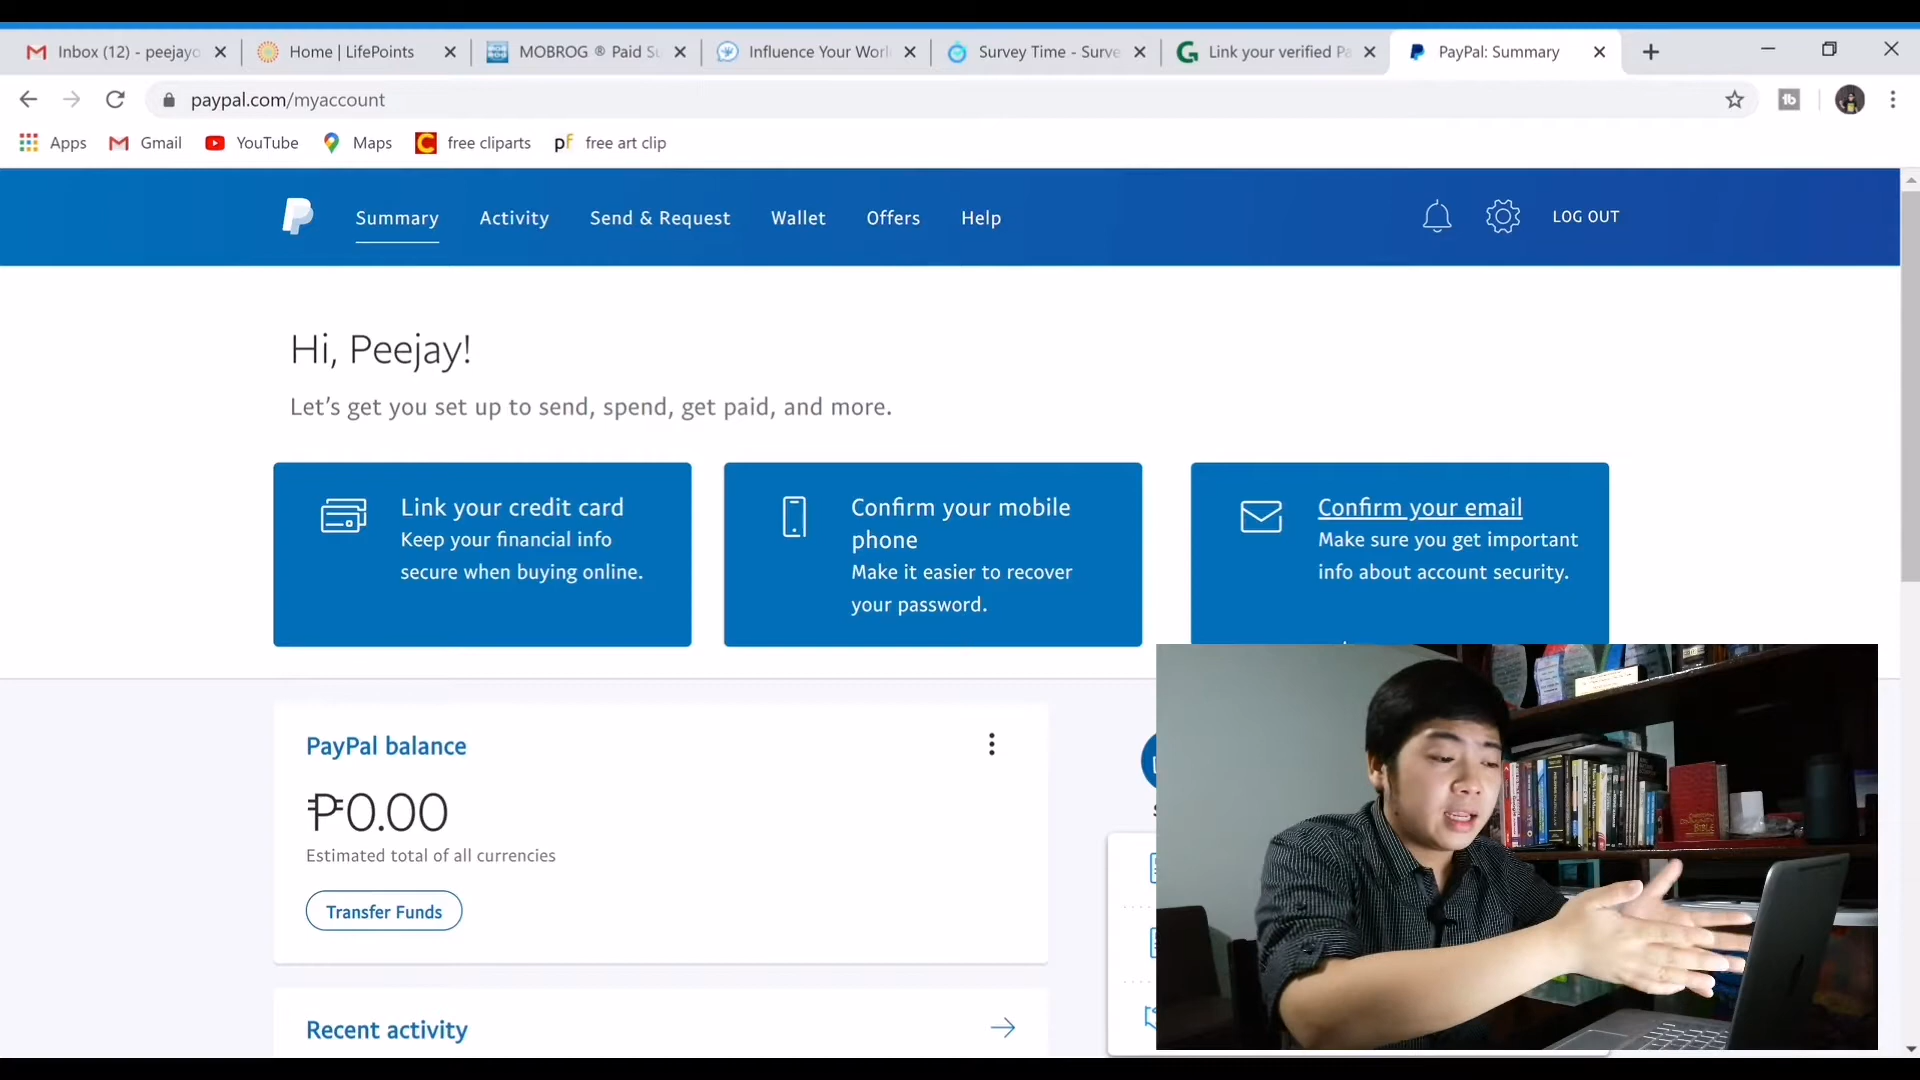 Inbox (12) - peejayo
Home | LifePoints
MOBROG ® Paid Su
Influence Your Worl
Survey Time - Surve
Link your verified Pa
PayPal: Summary
paypal.com/myaccount
Apps
Gmail
YouTube
Maps
free cliparts
free art clip
Summary
Activity
Send & Request
Wallet
Offers
Help
LOG OUT
Hi, Peejay!
Let's get you set up to send, spend, get paid, and more.
Link your credit card
Keep your financial info
secure when buying online.
Confirm your mobile
phone
Make it easier to recover
your password.
Confirm your email
Make sure you get important
info about account security.
PayPal balance
₱0.00
Estimated total of all currencies
Transfer Funds
Recent activity